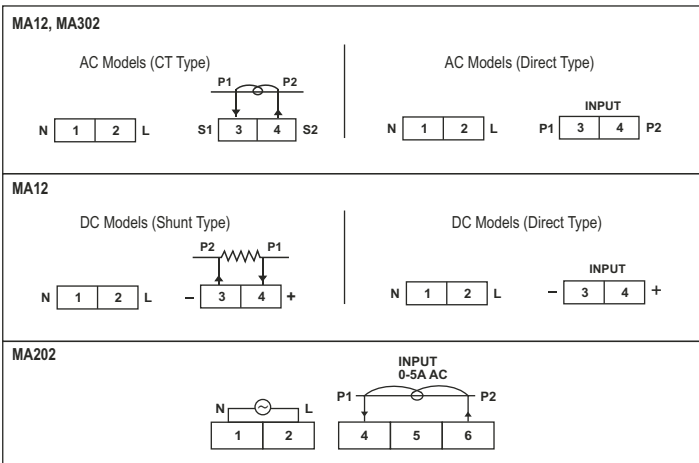 MA12, MA302
AC Models (CT Type)
P1 P2
N 1 2 L
S1 3 4 S2
AC Models (Direct Type)
INPUT
N 1 2 L
P1 3 4 P2
MA12
DC Models (Shunt Type)
P2 P1
N 1 2 L
– 3 4 +
DC Models (Direct Type)
INPUT
N 1 2 L
– 3 4 +
MA202
INPUT
0-5A AC
P1 P2
N L
1 2
4 5 6